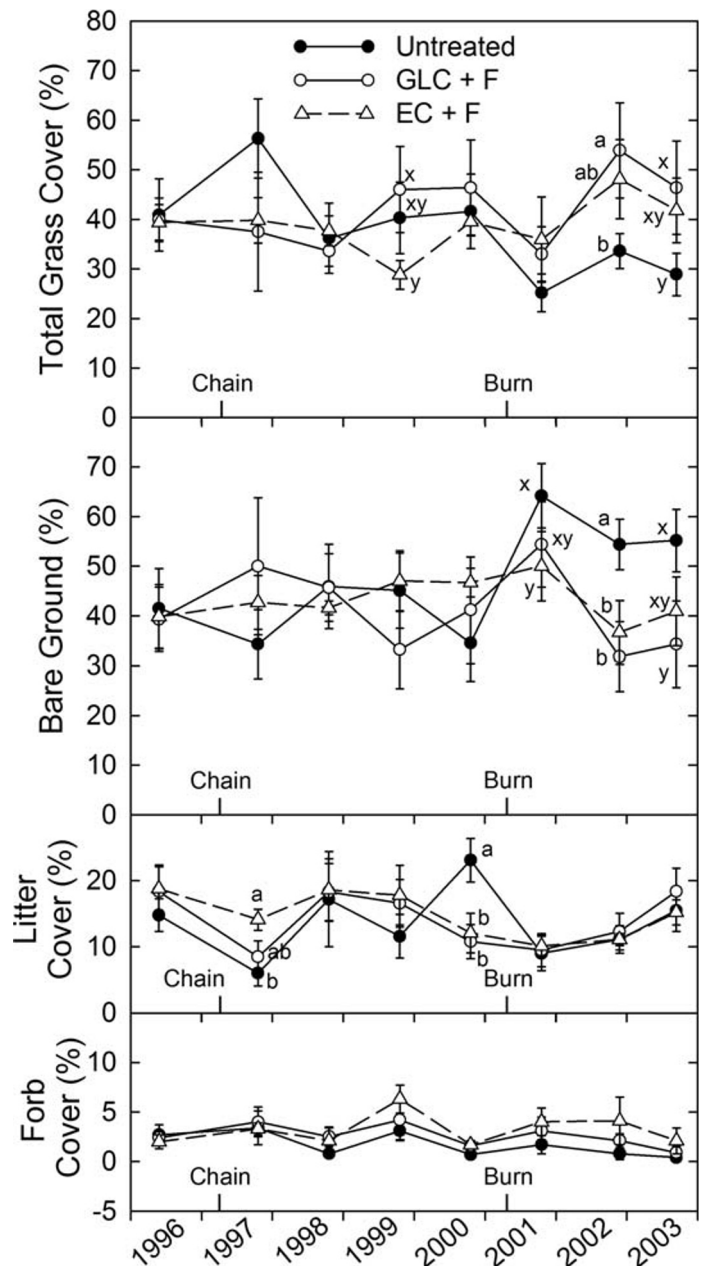 Total Grass Cover (%)
80
70
60
50
40
30
20
10
0
Untreated
GLC + F
EC + F
x
xy
y
a
ab
b
x
xy
y
Chain
Burn
Bare Ground (%)
70
60
50
40
30
20
10
0
x
xy
y
a
b
b
x
xy
y
Chain
Burn
Litter
Cover (%)
20
10
0
a
ab
b
a
b
b
Chain
Burn
Forb
Cover (%)
10
5
0
-5
Chain
Burn
1996
1997
1998
1999
2000
2001
2002
2003